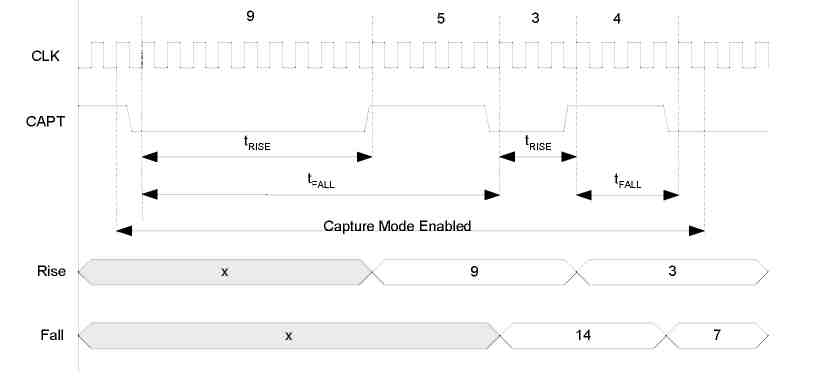 9 5 3 4
CLK
CAPT
tRISE tRISE
tFALL tFALL
Capture Mode Enabled
Rise x 9 3
Fall x 14 7